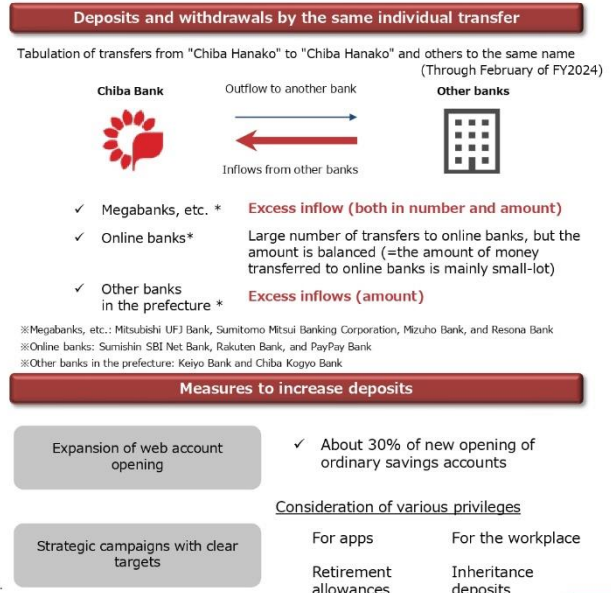 Deposits and withdrawals by the same individual transfer
Tabulation of transfers from "Chiba Hanako" to "Chiba Hanako" and others to the same name
(Through February of FY2024)
Chiba Bank
Outflow to another bank
Other banks
Inflows from other banks
✓ Megabanks, etc. * Excess inflow (both in number and amount)
✓ Online banks* Large number of transfers to online banks, but the
amount is balanced (=the amount of money
transferred to online banks is mainly small-lot)
✓ Other banks
in the prefecture * Excess inflows (amount)
※Megabanks, etc.: Mitsubishi UFJ Bank, Sumitomo Mitsui Banking Corporation, Mizuho Bank, and Resona Bank
※Online banks: Sumishin SBI Net Bank, Rakuten Bank, and PayPay Bank
※Other banks in the prefecture: Keiyo Bank and Chiba Kogyo Bank
Measures to increase deposits
Expansion of web account
opening
✓ About 30% of new opening of
ordinary savings accounts
Consideration of various privileges
Strategic campaigns with clear
targets
For apps For the workplace
Retirement Inheritance
allowances deposits